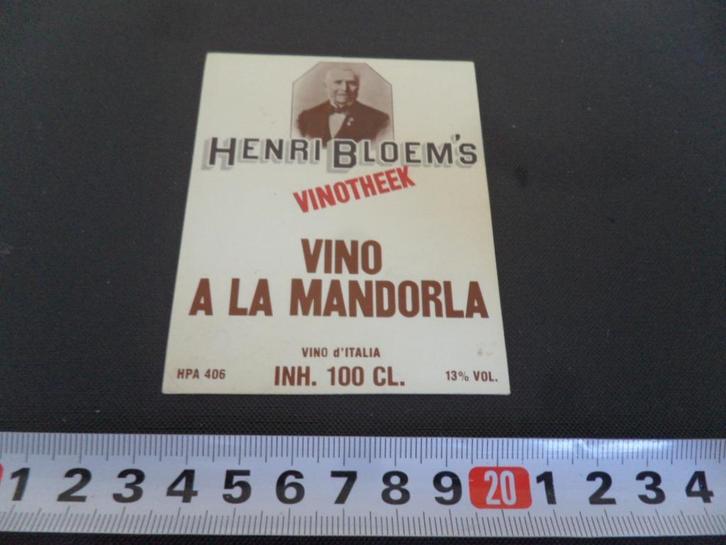 HENRI BLOEM'S
VINOTHEEK
VINO
A LA MANDORLA
VINO d'ITALIA
HPA 406 INH. 100 CL. 13% VOL.
1 2 3 4 5 6 7 8 9 20 1 2 3 4